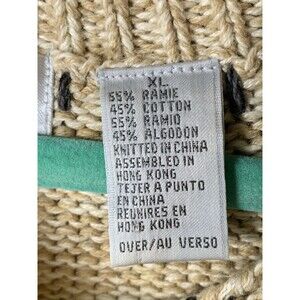 XL
55% RAMIE
45% COTTON
55% RAMIO
45% ALGODON
KNITTED IN CHINA
ASSEMBLED IN
HONG KONG
TEJER A PUNTO
EN CHINA
REUNIRES EN
HONG KONG
OVER/AU VERSO